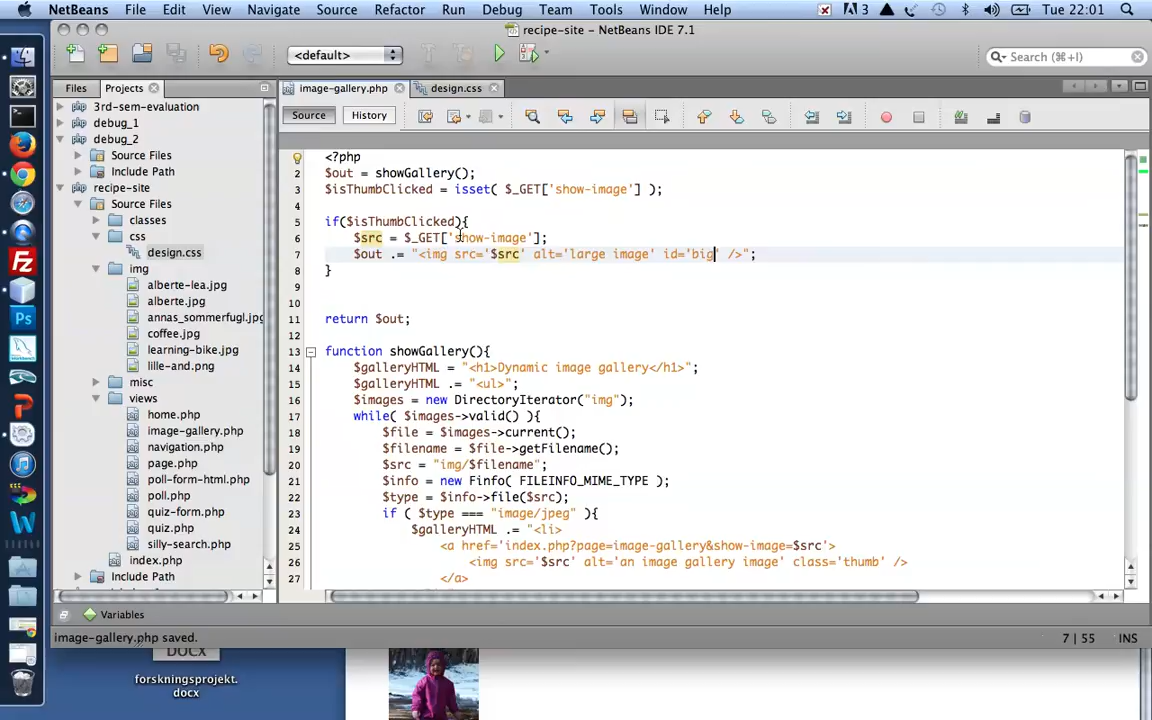 NetBeans File Edit View Navigate Source Refactor Run Debug Team Tools Window Help 3 Tue 22:01
recipe-site – NetBeans IDE 7.1
<default>
Search (⌘+I)
Files Projects
image-gallery.php design.css
Source History
3rd-sem-evaluation
debug_1
debug_2
Source Files
Include Path
recipe-site
Source Files
classes
css
design.css
img
alberte-lea.jpg
alberte.jpg
annas_sommerfugl.jpg
coffee.jpg
learning-bike.jpg
lille-and.png
misc
views
home.php
image-gallery.php
navigation.php
page.php
poll-form-html.php
poll.php
quiz-form.php
quiz.php
silly-search.php
index.php
Include Path
<?php
2 $out = showGallery();
3 $isThumbClicked = isset( $_GET['show-image'] );
4
5 if($isThumbClicked){
6 $src = $_GET['show-image'];
7 $out .= "<img src='$src' alt='large image' id='big' />";
8 }
9
10
11 return $out;
12
13 function showGallery(){
14 $galleryHTML = "<h1>Dynamic image gallery</h1>";
15 $galleryHTML .= "<ul>";
16 $images = new DirectoryIterator("img");
17 while( $images->valid() ){
18 $file = $images->current();
19 $filename = $file->getFilename();
20 $src = "img/$filename";
21 $info = new Finfo( FILEINFO_MIME_TYPE );
22 $type = $info->file($src);
23 if ( $type === "image/jpeg" ){
24 $galleryHTML .= "<li>
25 <a href='index.php?page=image-gallery&show-image=$src'>
26 <img src='$src' alt='an image gallery image' class='thumb' />
27 </a>
Variables
image-gallery.php saved.
7 | 55 INS
DOCX
forskningsprojekt.
docx